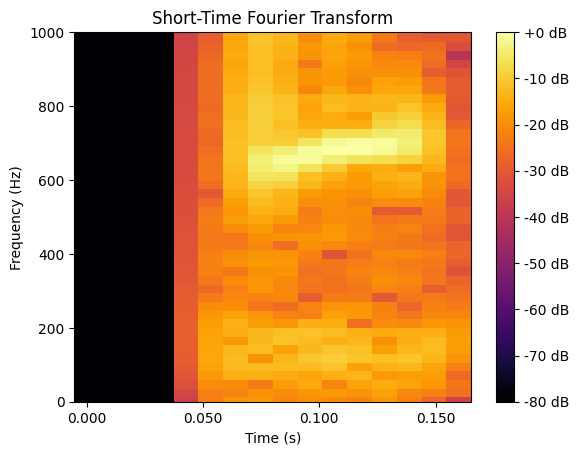 Short-Time Fourier Transform
1000
800
600
400
200
0
Frequency (Hz)
0.000
0.050
0.100
0.150
Time (s)
+0 dB
-10 dB
-20 dB
-30 dB
-40 dB
-50 dB
-60 dB
-70 dB
-80 dB